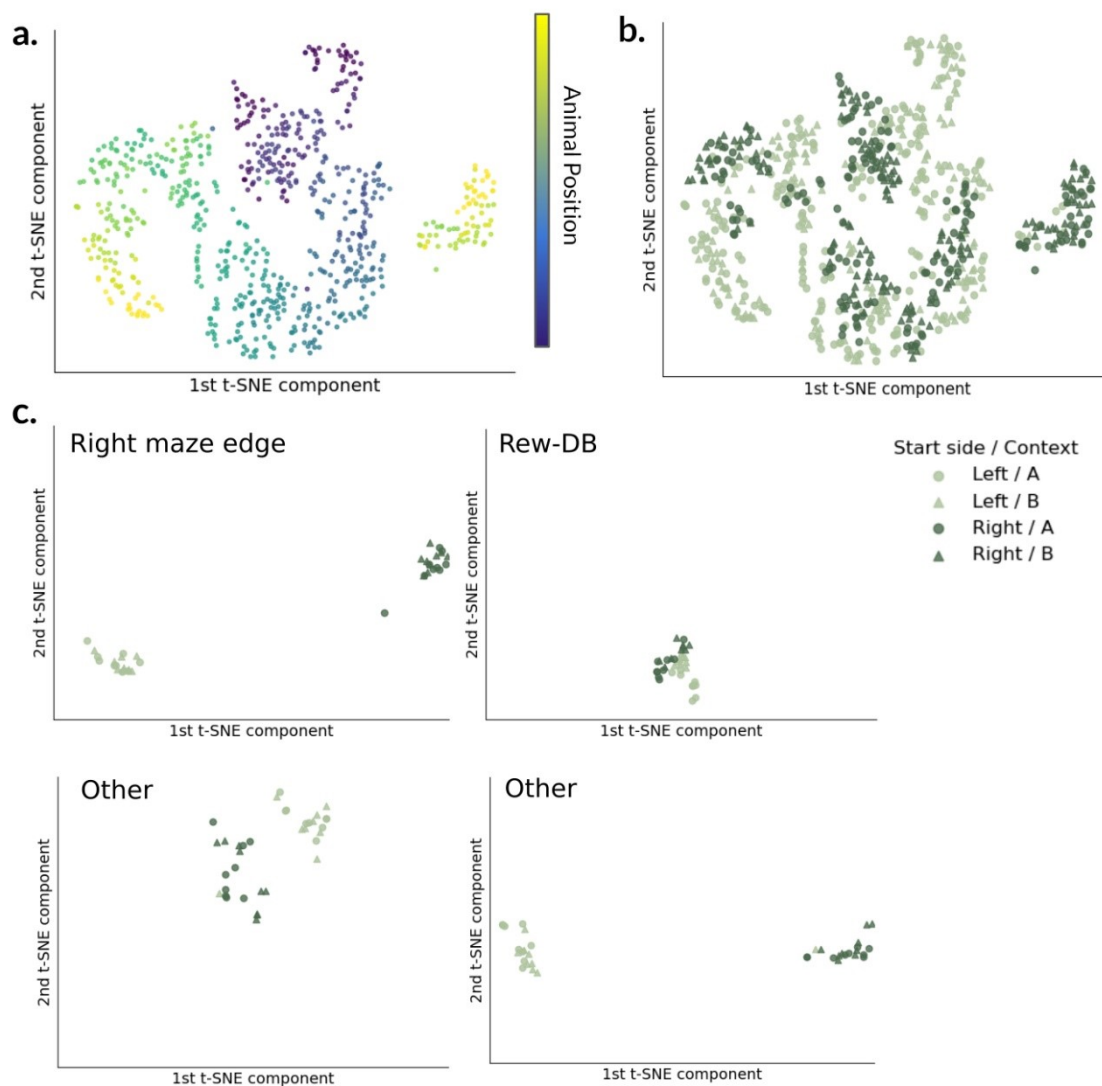 a.
2nd t-SNE component
1st t-SNE component
Animal Position
b.
2nd t-SNE component
1st t-SNE component
c.
Right maze edge
2nd t-SNE component
1st t-SNE component
Rew-DB
2nd t-SNE component
1st t-SNE component
Start side / Context
Left / A
Left / B
Right / A
Right / B
Other
2nd t-SNE component
1st t-SNE component
Other
2nd t-SNE component
1st t-SNE component